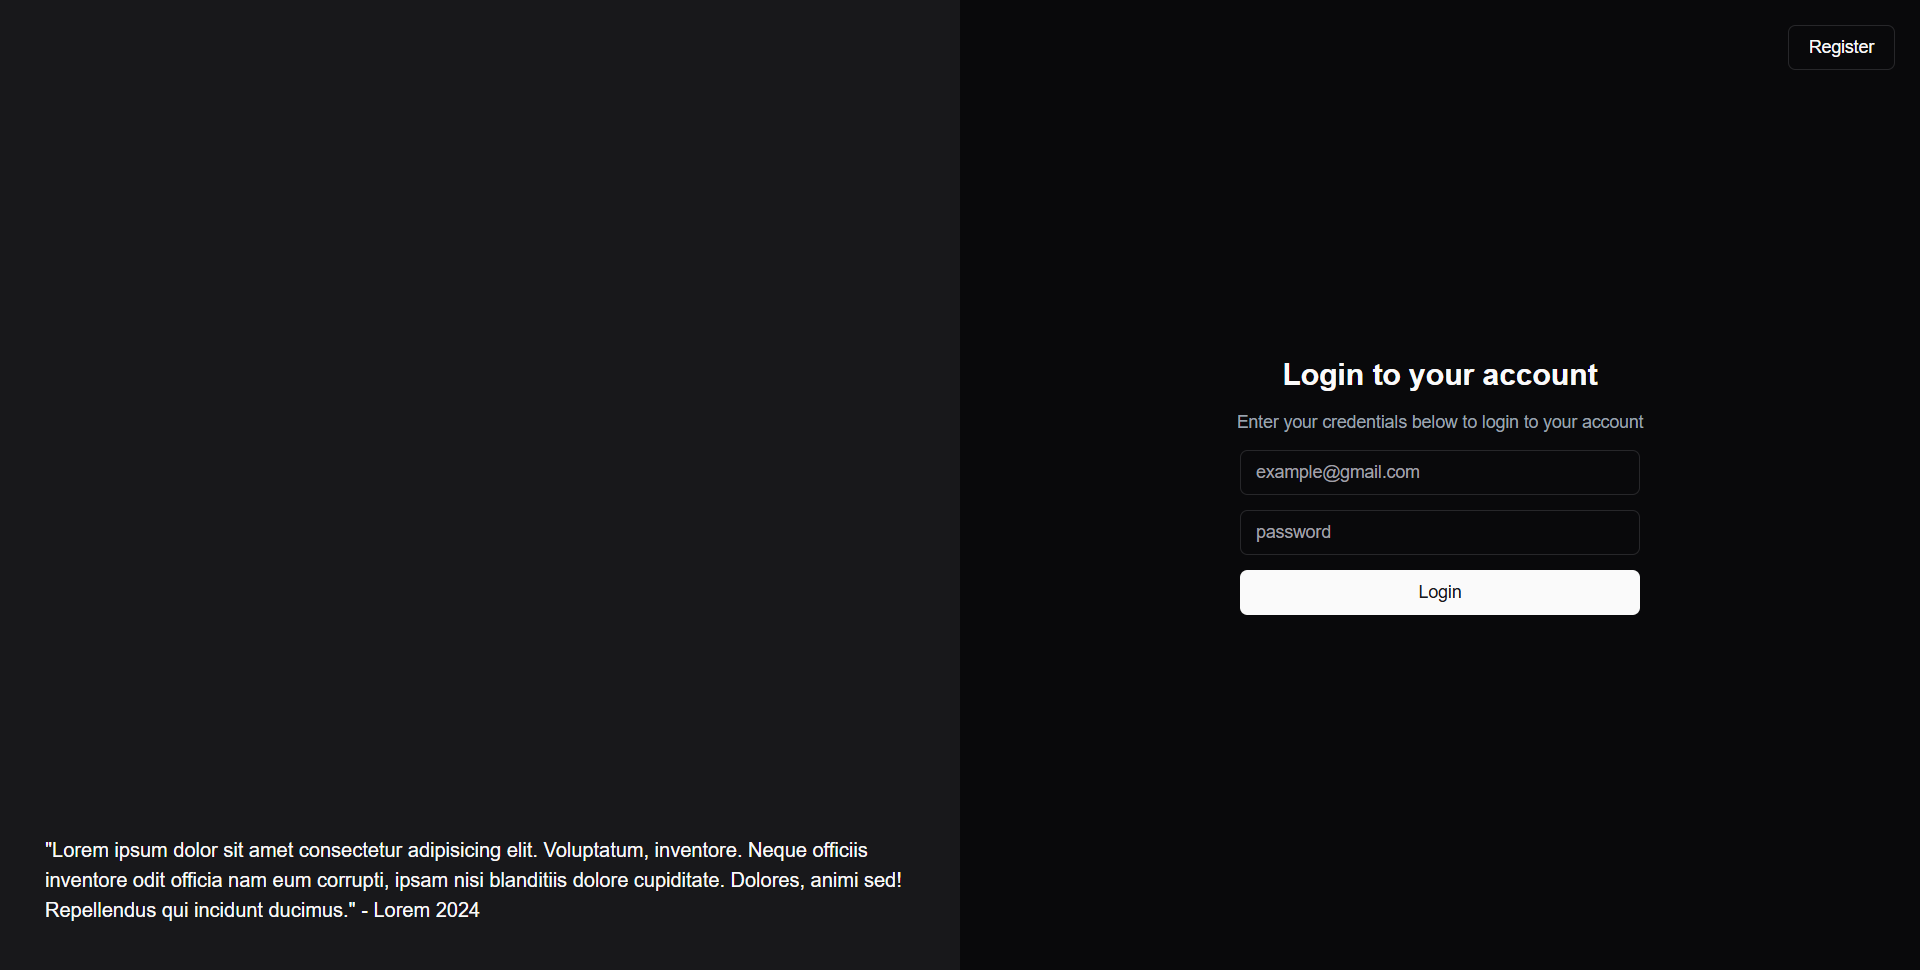 Register
Login to your account
Enter your credentials below to login to your account
example@gmail.com
password
Login
"Lorem ipsum dolor sit amet consectetur adipisicing elit. Voluptatum, inventore. Neque officiis
inventore odit officia nam eum corrupti, ipsam nisi blanditiis dolore cupiditate. Dolores, animi sed!
Repellendus qui incidunt ducimus." - Lorem 2024